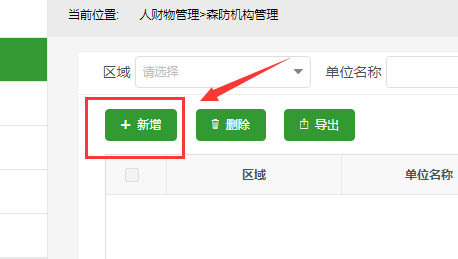 当前位置: 人财物管理>森防机构管理
区域 请选择 单位名称
新增 删除 导出
区域 单位名称